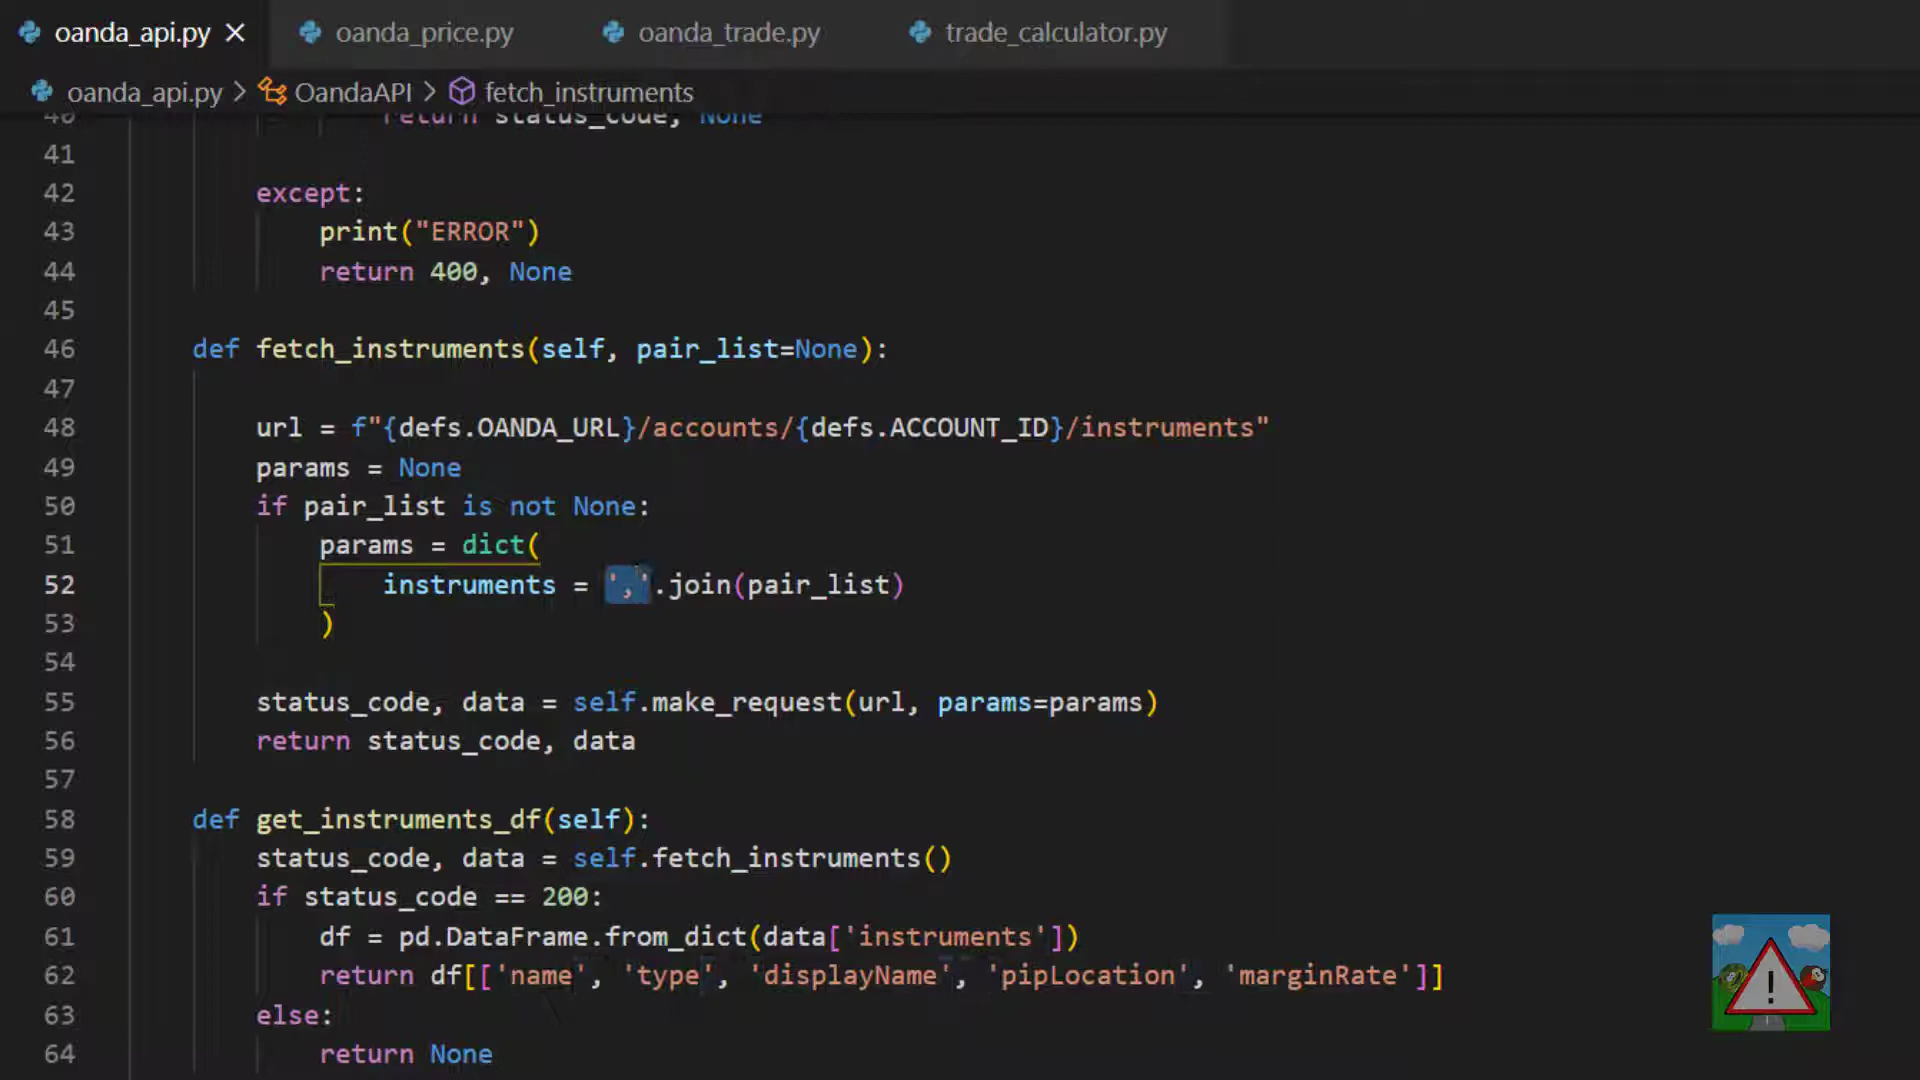 oanda_api.py
oanda_price.py
oanda_trade.py
trade_calculator.py
oanda_api.py > OandaAPI > fetch_instruments
40 return status_code, None
41
42 except:
43 print("ERROR")
44 return 400, None
45
46 def fetch_instruments(self, pair_list=None):
47
48 url = f"{defs.OANDA_URL}/accounts/{defs.ACCOUNT_ID}/instruments"
49 params = None
50 if pair_list is not None:
51 params = dict(
52 instruments = ','.join(pair_list)
53 )
54
55 status_code, data = self.make_request(url, params=params)
56 return status_code, data
57
58 def get_instruments_df(self):
59 status_code, data = self.fetch_instruments()
60 if status_code == 200:
61 df = pd.DataFrame.from_dict(data['instruments'])
62 return df[['name', 'type', 'displayName', 'pipLocation', 'marginRate']]
63 else:
64 return None